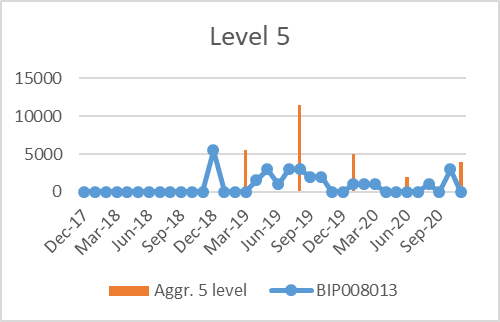 Level 5
15000
10000
5000
0
Dec-17
Mar-18
Jun-18
Sep-18
Dec-18
Mar-19
Jun-19
Sep-19
Dec-19
Mar-20
Jun-20
Sep-20
Aggr. 5 level
BIP008013